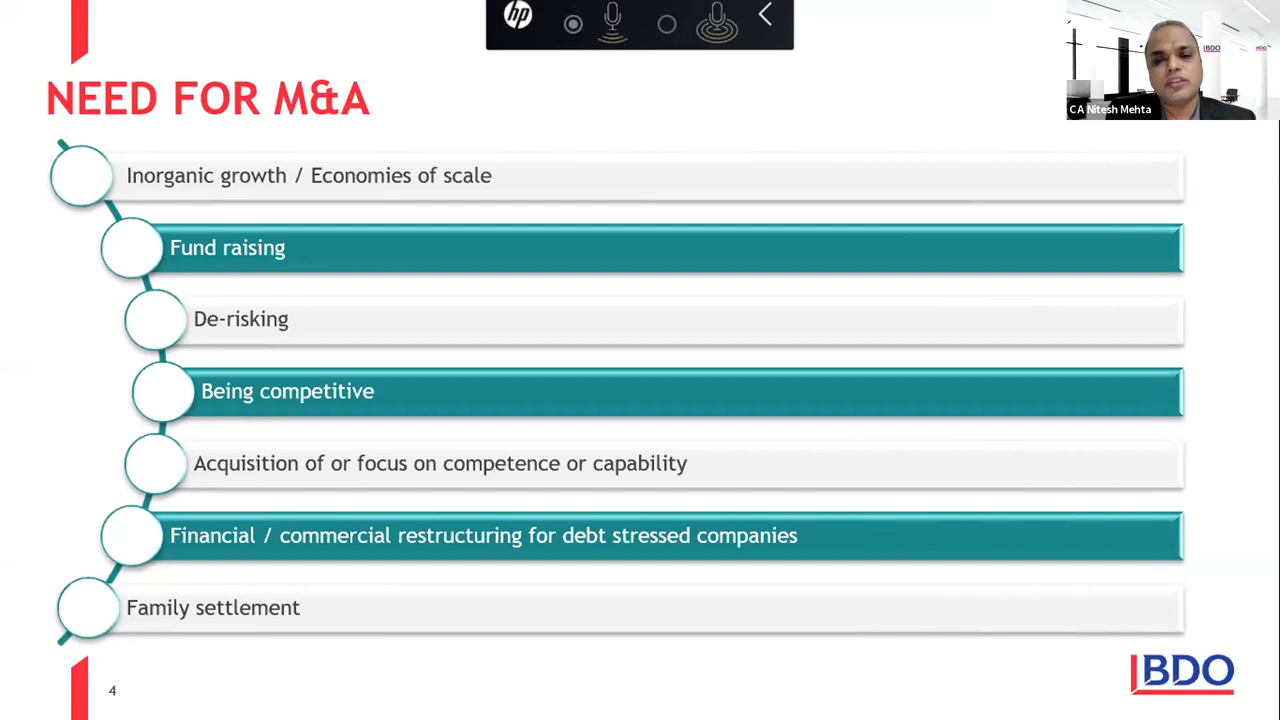 hp
NEED FOR M&A
BDO
CA Nitesh Mehta
Inorganic growth / Economies of scale
Fund raising
De-risking
Being competitive
Acquisition of or focus on competence or capability
Financial / commercial restructuring for debt stressed companies
Family settlement
4
BDO